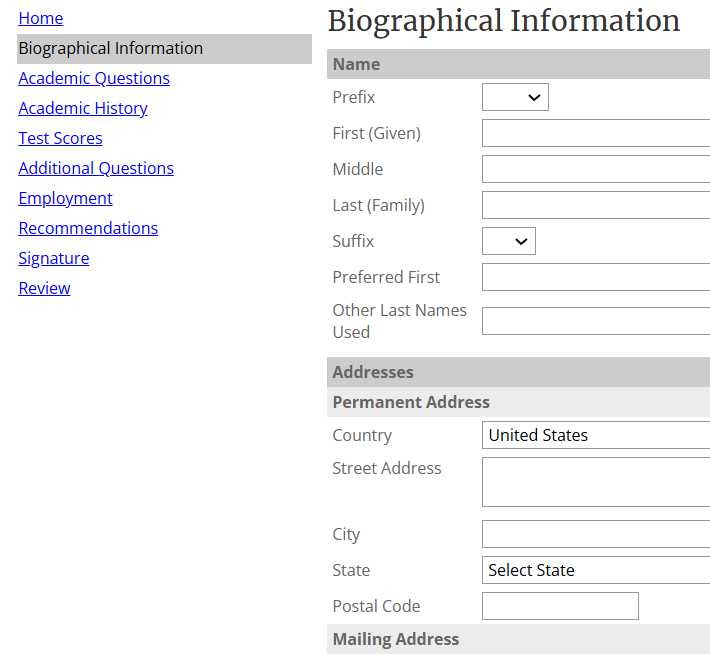 Home
Biographical Information
Academic Questions
Academic History
Test Scores
Additional Questions
Employment
Recommendations
Signature
Review
Biographical Information
Name
Prefix
First (Given)
Middle
Last (Family)
Suffix
Preferred First
Other Last Names
Used
Addresses
Permanent Address
Country
United States
Street Address
City
State
Select State
Postal Code
Mailing Address